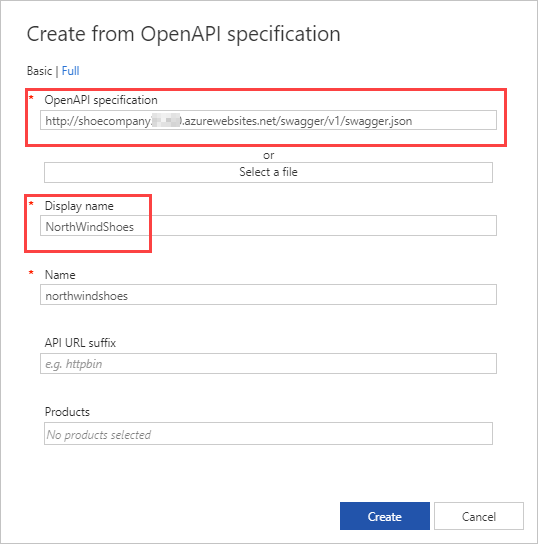 Create from OpenAPI specification
Basic | Full
* OpenAPI specification
http://shoecompany. .azurewebsites.net/swagger/v1/swagger.json
or
Select a file
* Display name
NorthWindShoes
* Name
northwindshoes
API URL suffix
e.g. httpbin
Products
No products selected
Create Cancel